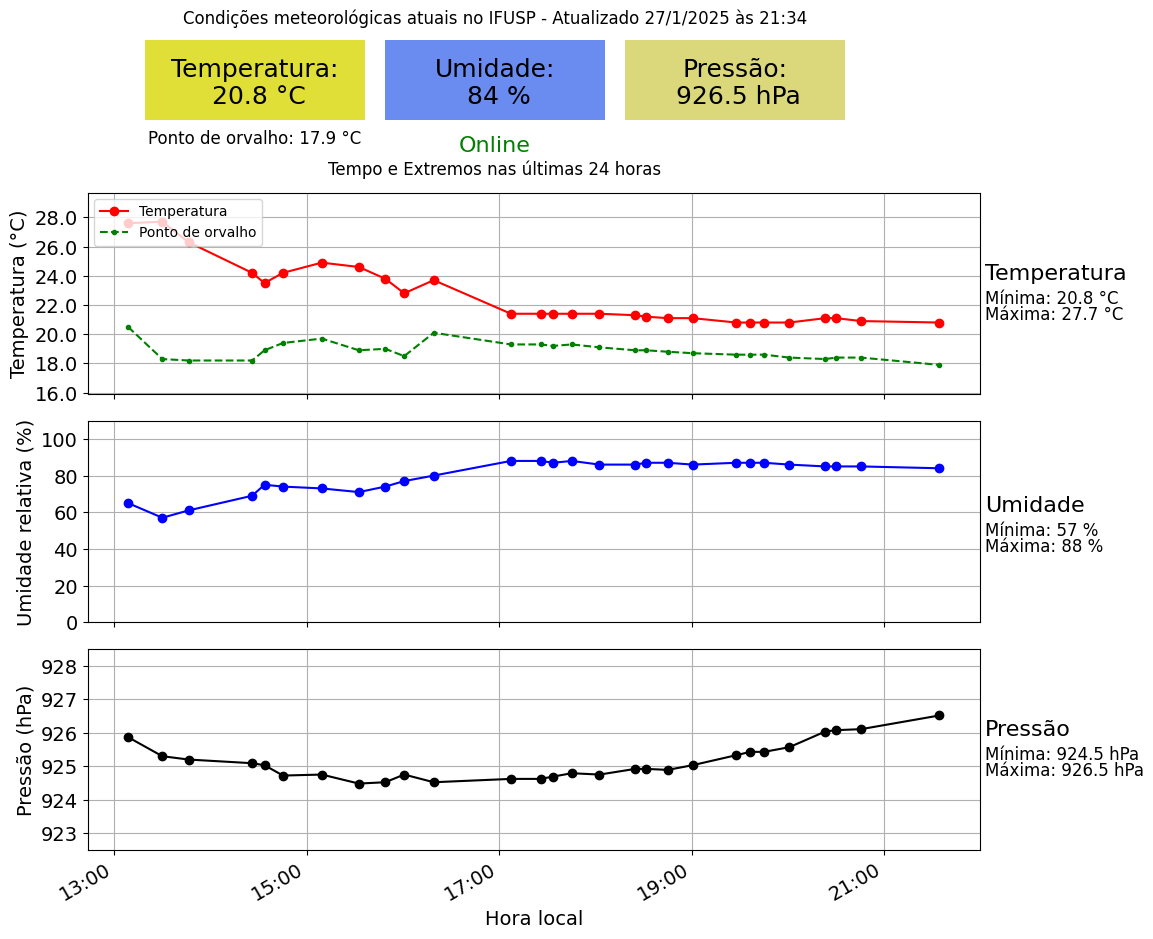 Condições meteorológicas atuais no IFUSP - Atualizado 27/1/2025 às 21:34
Temperatura:
20.8 °C
Umidade:
84 %
Pressão:
926.5 hPa
Ponto de orvalho: 17.9 °C
Online
Tempo e Extremos nas últimas 24 horas
Temperatura (°C)
28.0
26.0
24.0
22.0
20.0
18.0
16.0
Temperatura
Ponto de orvalho
Temperatura
Mínima: 20.8 °C
Máxima: 27.7 °C
Umidade relativa (%)
100
80
60
40
20
0
Umidade
Mínima: 57 %
Máxima: 88 %
Pressão (hPa)
928
927
926
925
924
923
Pressão
Mínima: 924.5 hPa
Máxima: 926.5 hPa
13:00
15:00
17:00
19:00
21:00
Hora local